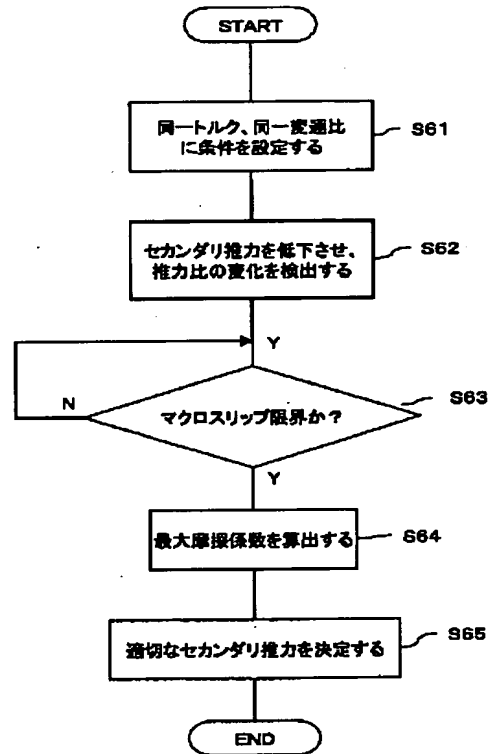 START
同一トルク、同一変速比
に条件を設定する
S61
セカンダリ推力を低下させ、
推力比の変化を検出する
S62
Y
N
マクロスリップ限界か？
S63
Y
最大摩擦係数を算出する
S64
適切なセカンダリ推力を決定する
S65
END